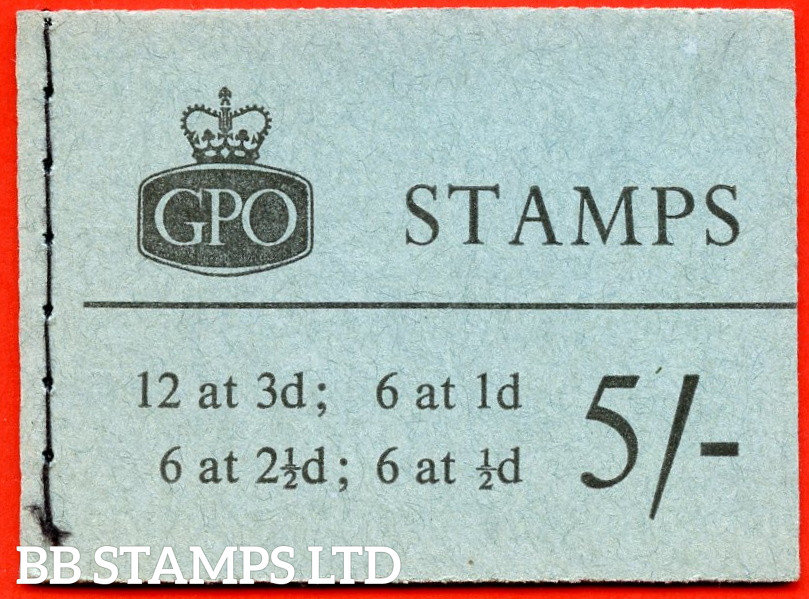 GPO
STAMPS
12 at 3d; 6 at 1d
6 at 2½d; 6 at ½d
5/-
BB STAMPS LTD